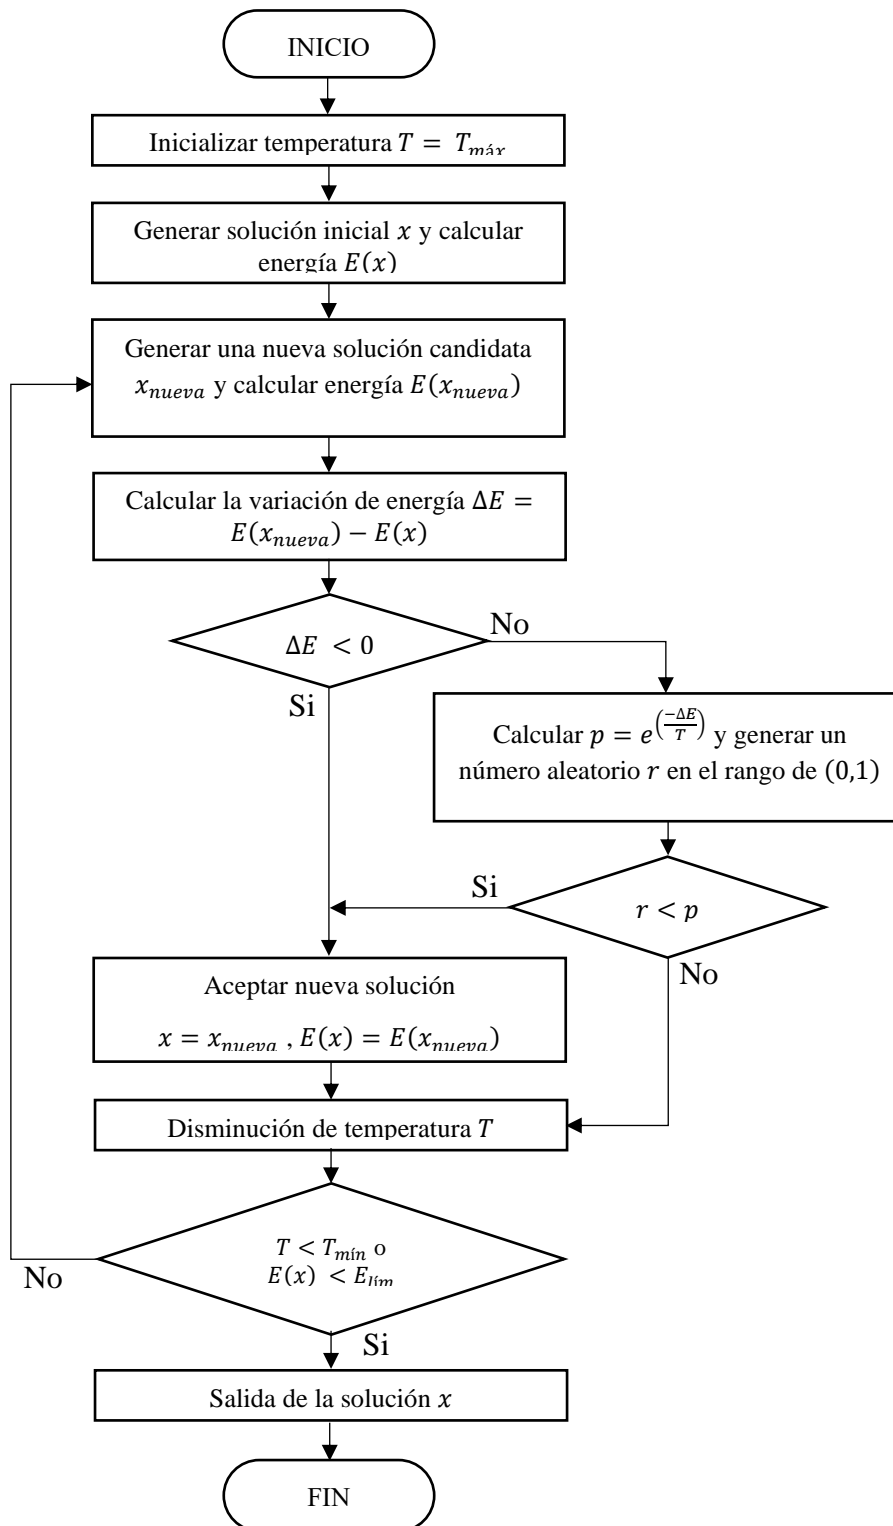 INICIO
Inicializar temperatura T = T_máx
Generar solución inicial x y calcular
energía E(x)
Generar una nueva solución candidata
x_nueva y calcular energía E(x_nueva)
Calcular la variación de energía ΔE =
E(x_nueva) − E(x)
ΔE < 0
No
Si
Calcular p = e^(−ΔE/T) y generar un
número aleatorio r en el rango de (0,1)
r < p
Si
No
Aceptar nueva solución
x = x_nueva , E(x) = E(x_nueva)
Disminución de temperatura T
T < T_mín o
E(x) < E_lím
No
Si
Salida de la solución x
FIN